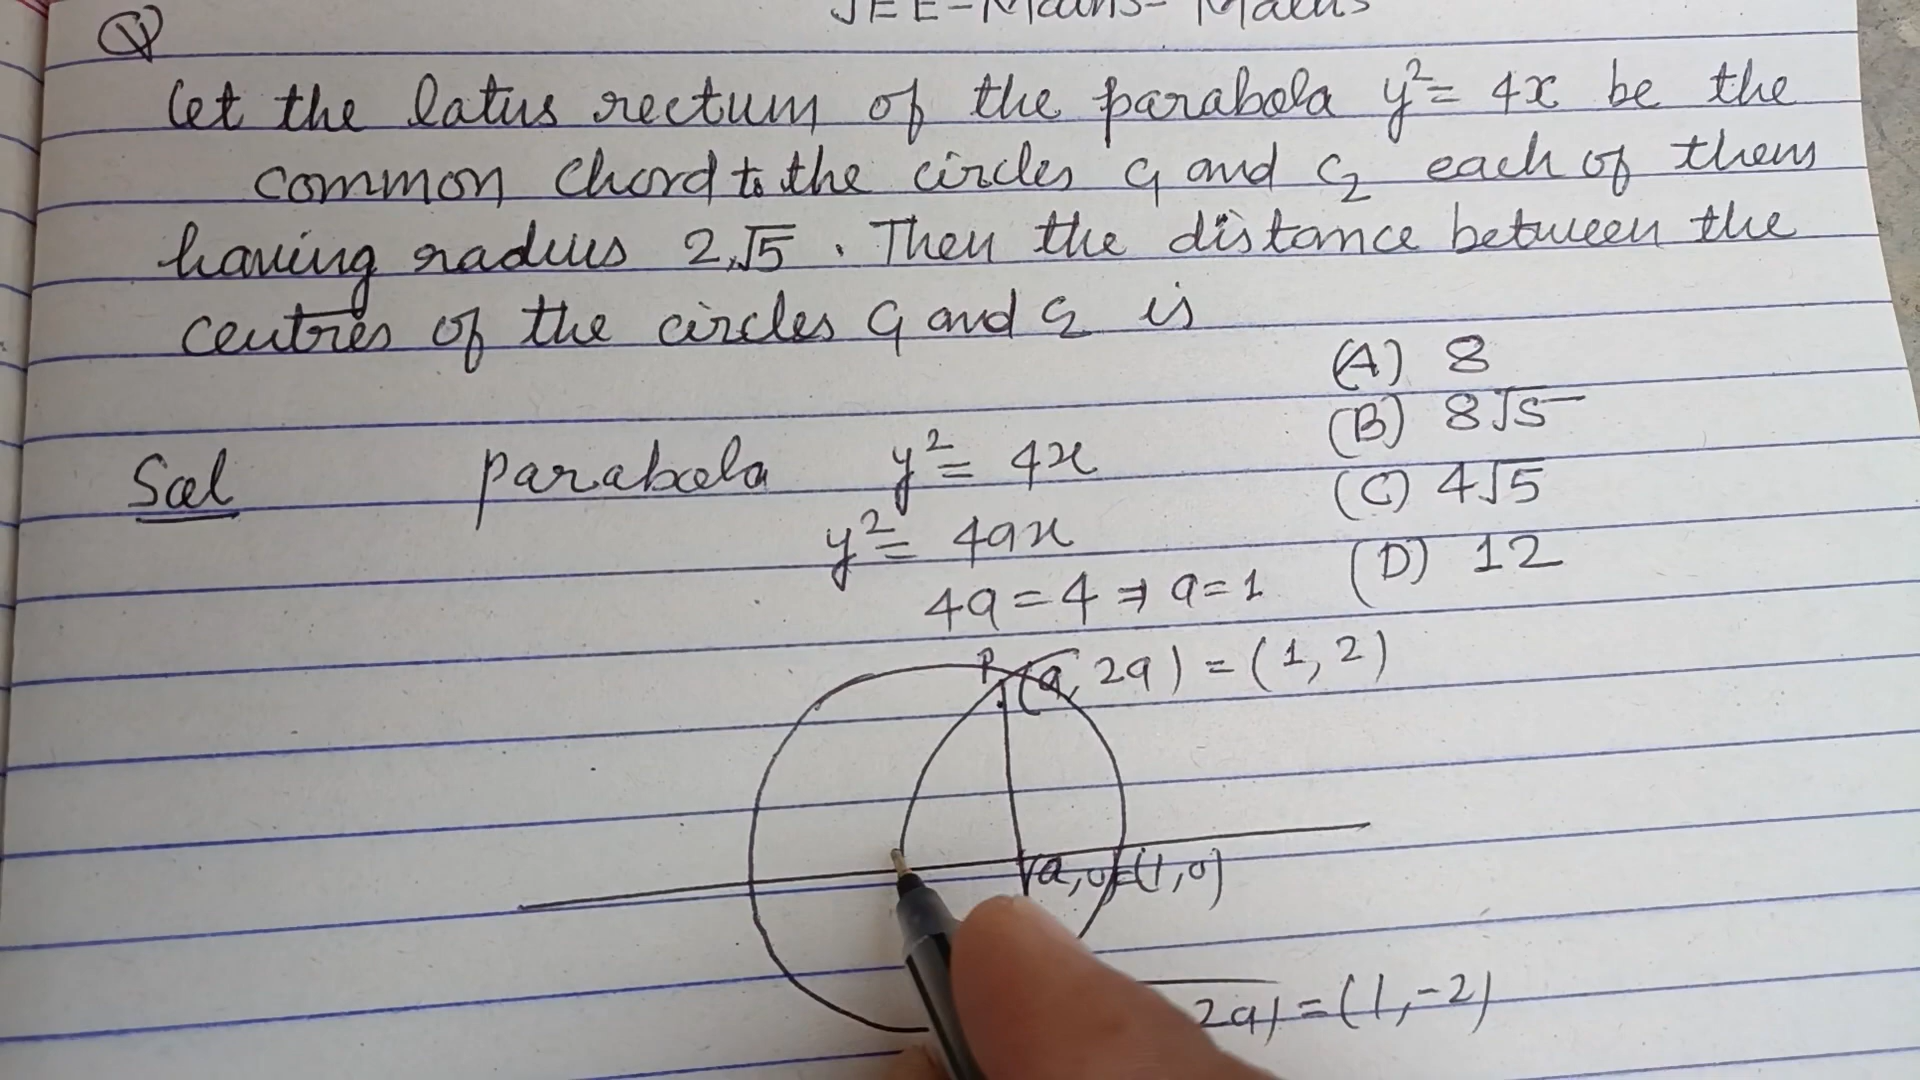 Q
JEE-Mains-Maths
Let the latus rectum of the parabola y²= 4x be the
common chord to the circles C1 and C2 each of them
having radius 2√5 . Then the distance between the
centres of the circles C1 and C2 is
(A) 8
(B) 8√5
(C) 4√5
(D) 12
Sol parabola y²= 4x
y²= 4ax
4a = 4 ⇒ a = 1
P (a, 2a) = (1, 2)
(a, 0)=(1,0)
2a) = (1,-2)